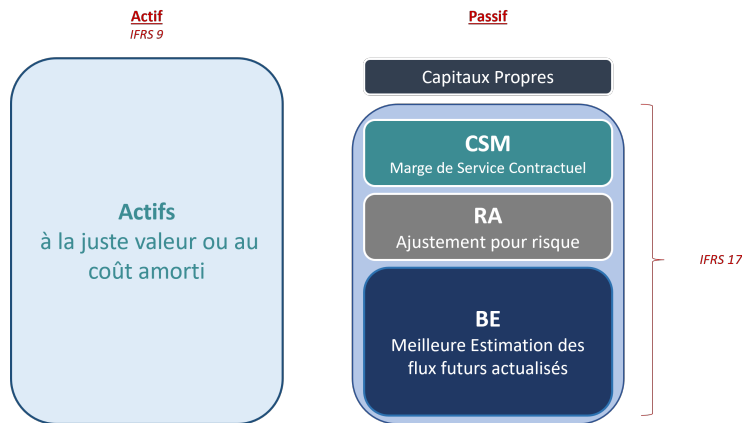 Actif
IFRS 9
Actifs
à la juste valeur ou au
coût amorti
Passif
Capitaux Propres
CSM
Marge de Service Contractuel
RA
Ajustement pour risque
BE
Meilleure Estimation des
flux futurs actualisés
IFRS 17